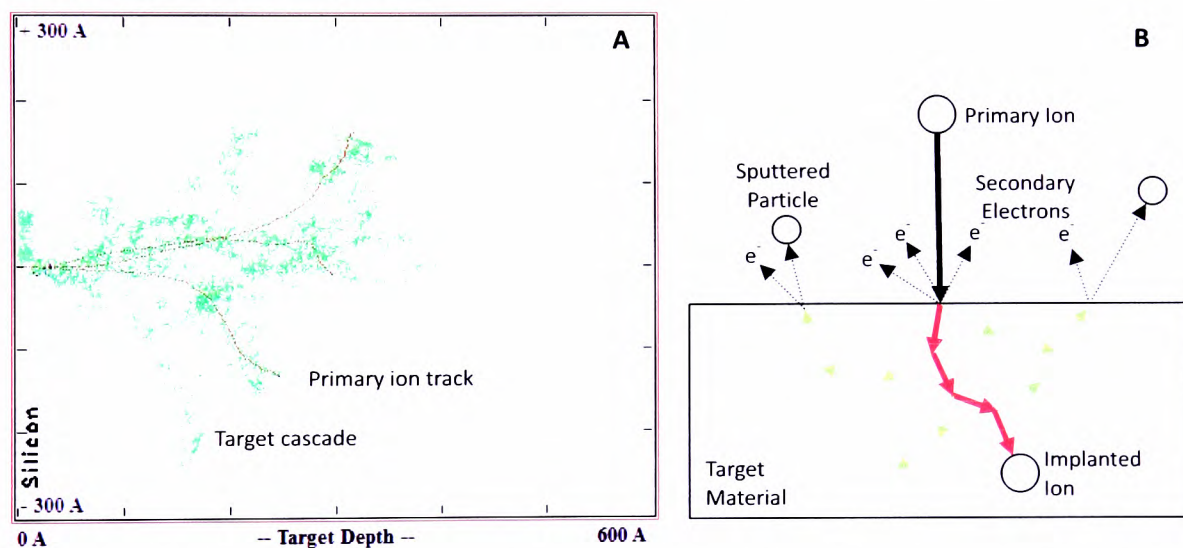 + 300 A
A
Primary ion track
Target cascade
Silicon
- 300 A
0 A
-- Target Depth --
600 A
B
Primary Ion
Sputtered
Particle
Secondary
Electrons
e-
e-
e-
e-
e-
Target
Material
Implanted
Ion